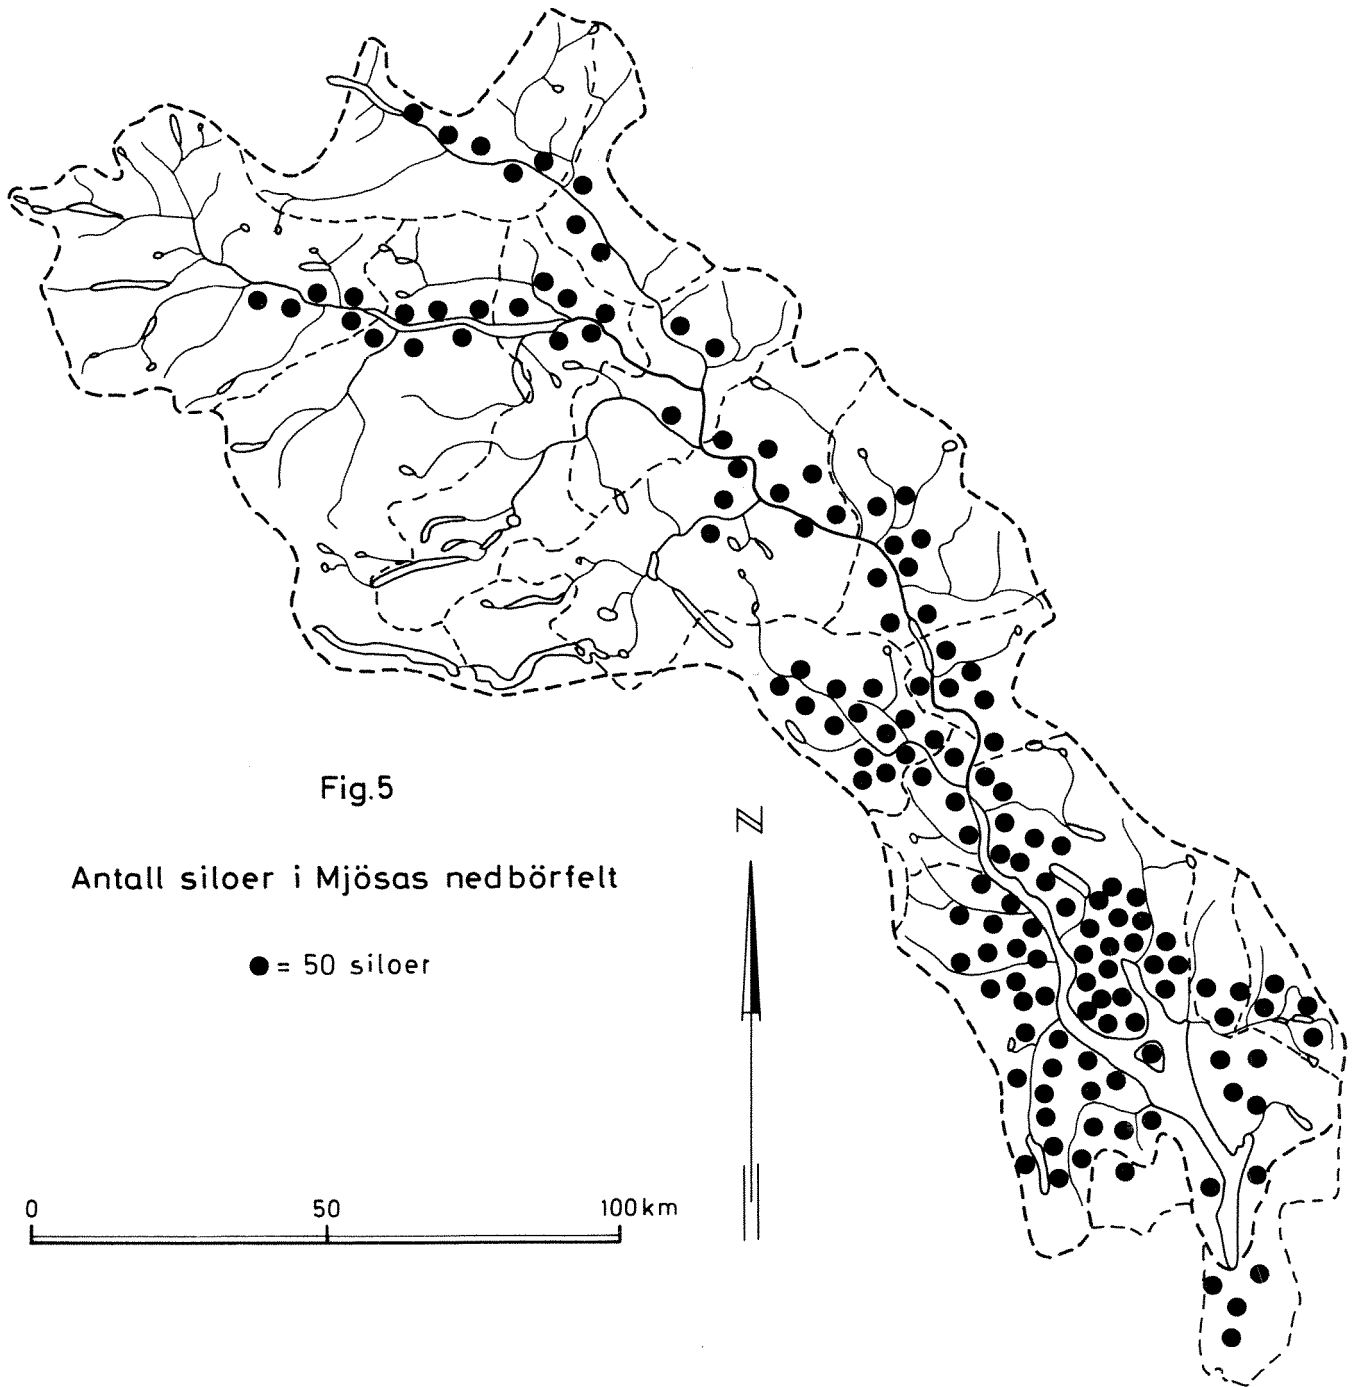 Fig.5
Antall siloer i Mjösas nedbörfelt
● = 50 siloer
N
0 50 100 km